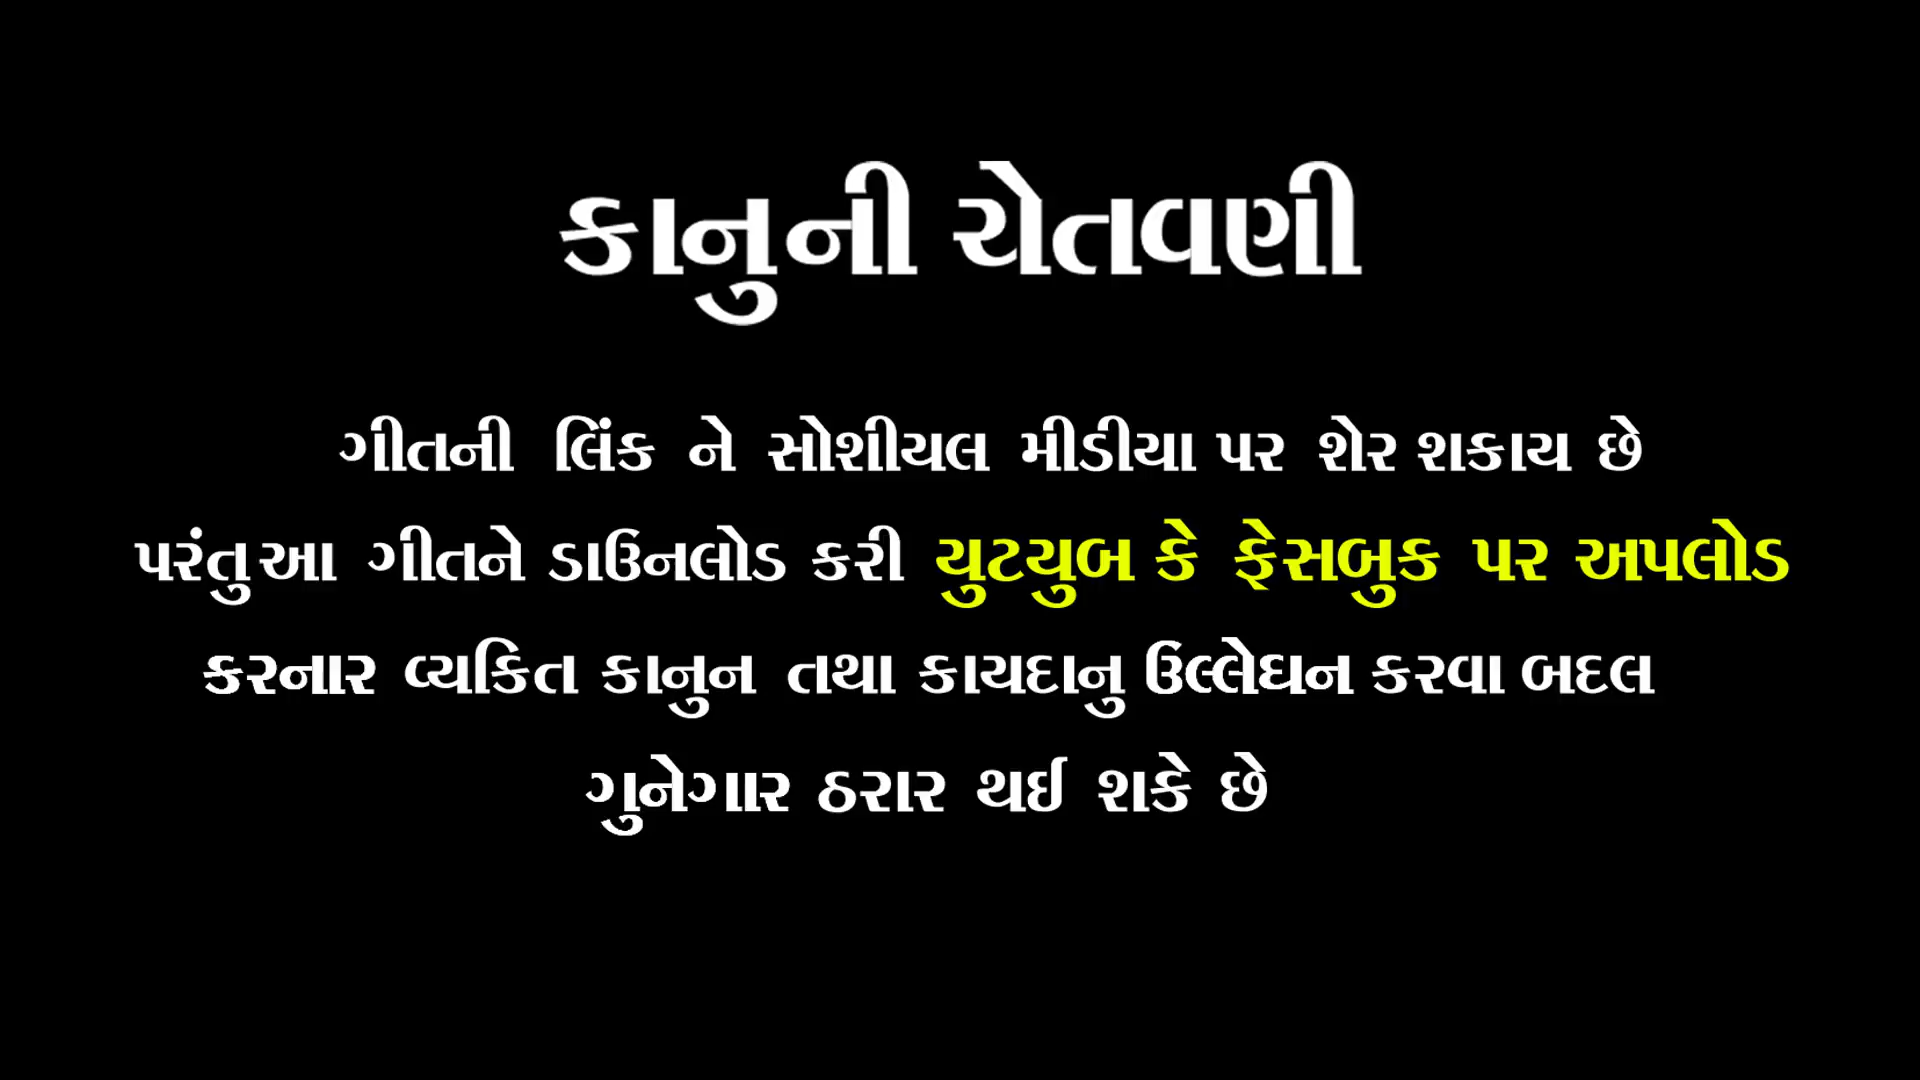 કાનુની ચેતવણી
ગીતની લિંક ને સોશીયલ મીડીયા પર શેર શકાય છે
પરંતુ આ ગીતને ડાઉનલોડ કરી યુટયુબ કે ફેસબુક પર અપલોડ
કરનાર વ્યકિત કાનુન તથા કાયદાનુ ઉલ્લેઘન કરવા બદલ
ગુનેગાર ઠરાર થઈ શકે છે